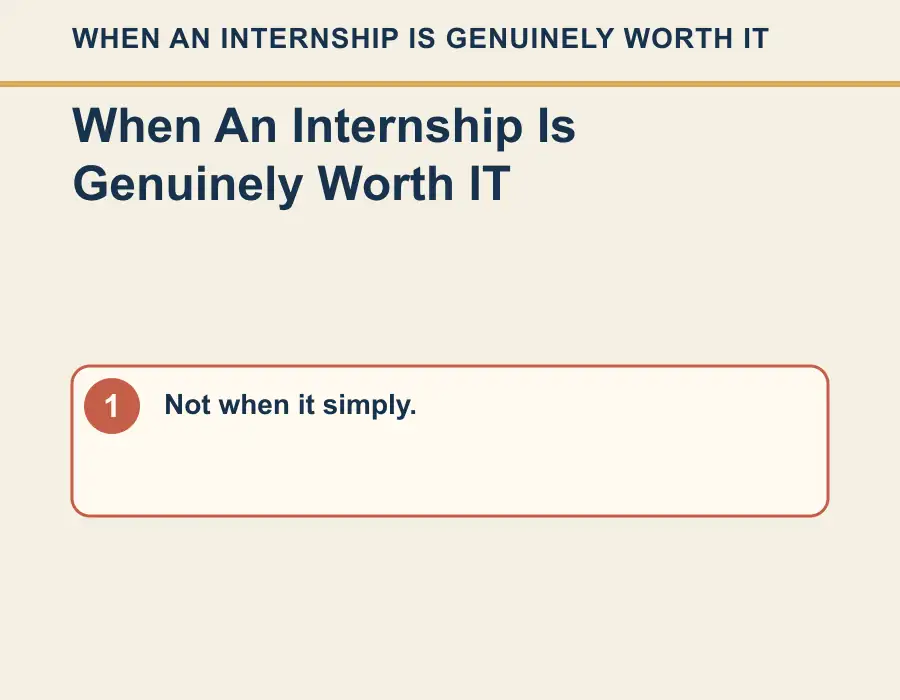 WHEN AN INTERNSHIP IS GENUINELY WORTH IT
When An Internship Is
Genuinely Worth IT
1
Not when it simply.